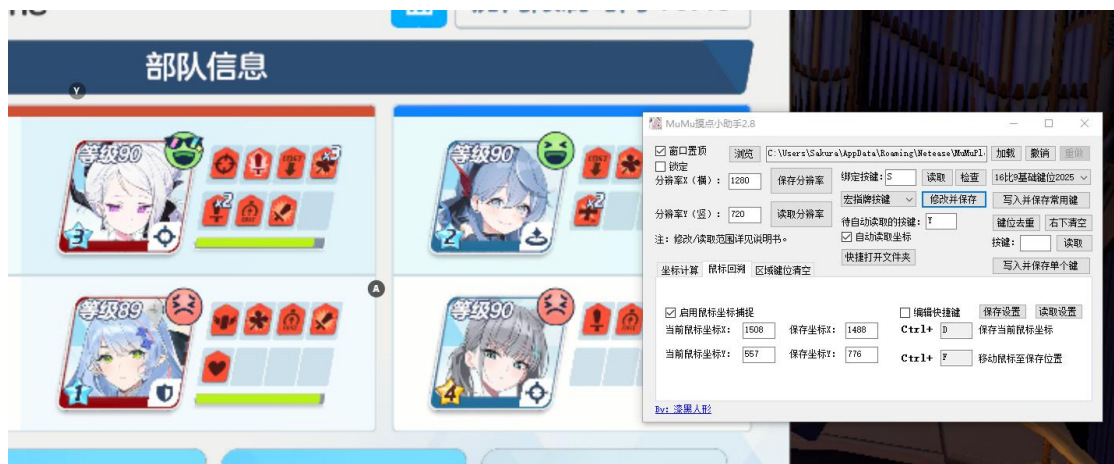 部队信息
Y
等级90
x3
x2
3
等级90
x2
2
A
等级89
1
等级90
4
MuMu摸点小助手2.8
窗口置顶
浏览
C:\Users\Sakura\AppData\Roaming\Netease\MuMuPl
加载
撤销
重做
锁定
分辨率X（横）： 1280
保存分辨率
绑定按键: S
读取
检查
16比9基础键位2025
宏指牌按键
修改并保存
写入并保存常用键
分辨率Y（竖）： 720
读取分辨率
待自动读取的按键: Y
键位去重
右下清空
注：修改/读取范围详见说明书。
自动读取坐标
按键:
读取
快捷打开文件夹
写入并保存单个键
坐标计算
鼠标回溯
区域键位清空
启用鼠标坐标捕捉
编辑快捷键
保存设置
读取设置
当前鼠标坐标X: 1508
保存坐标X: 1488
Ctrl+ D
保存当前鼠标坐标
当前鼠标坐标Y: 557
保存坐标Y: 776
Ctrl+ F
移动鼠标至保存位置
By: 漆黑人形